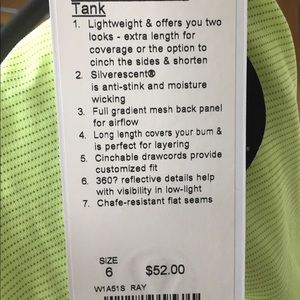 Tank
1. Lightweight & offers you two
looks - extra length for
coverage or the option to
cinch the sides & shorten
2. Silverescent®
is anti-stink and moisture
wicking
3. Full gradient mesh back panel
for airflow
4. Long length covers your bum &
is perfect for layering
5. Cinchable drawcords provide
customized fit
6. 360? reflective details help
with visibility in low-light
7. Chafe-resistant flat seams
SIZE
6 $52.00
W1A51S RAY